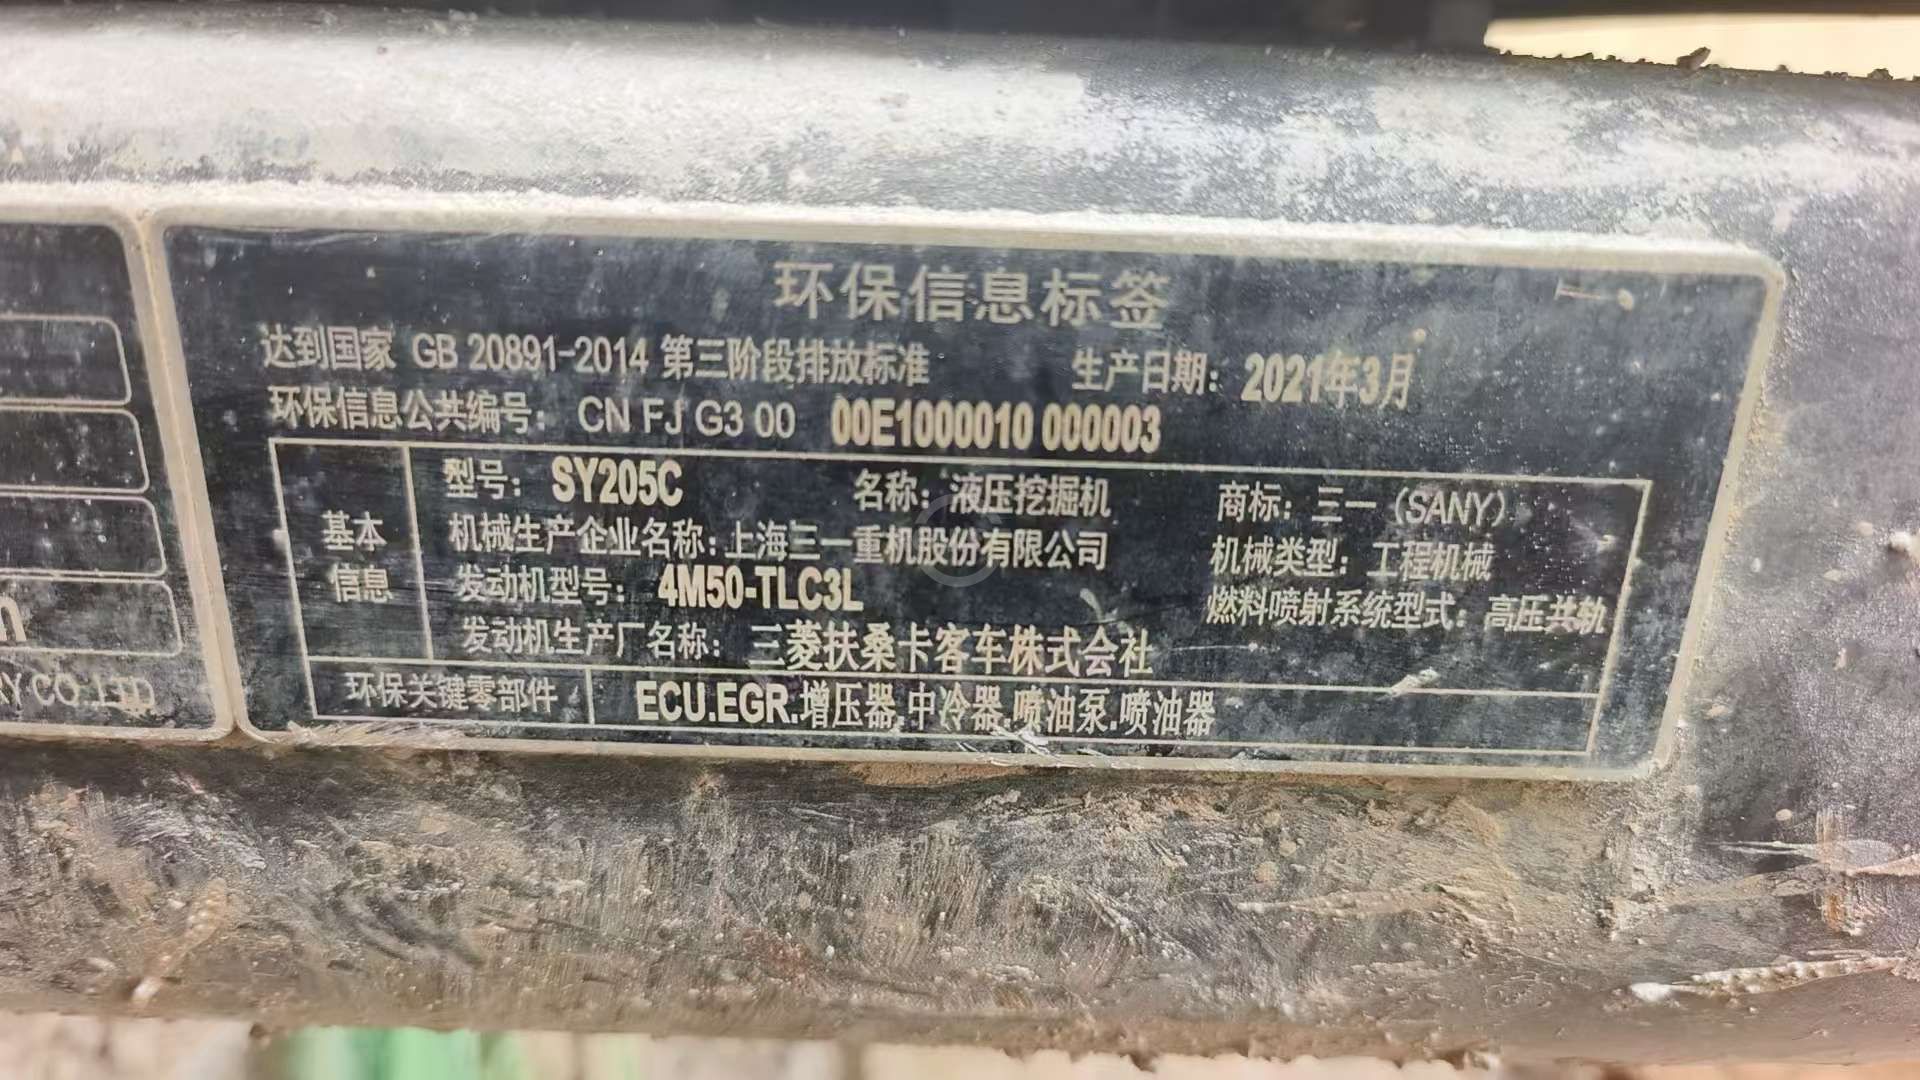 环保信息标签
达到国家 GB 20891-2014 第三阶段排放标准 生产日期：2021年3月
环保信息公共编号： CN FJ G3 00 00E1000010 000003
基本信息
型号：SY205C 名称：液压挖掘机 商标：三一（SANY）
机械生产企业名称：上海三一重机股份有限公司 机械类型：工程机械
发动机型号：4M50-TLC3L 燃料喷射系统型式：高压共轨
发动机生产厂名称：三菱扶桑卡客车株式会社
环保关键零部件 ECU.EGR.增压器.中冷器.喷油泵.喷油器
RY CO.LTD